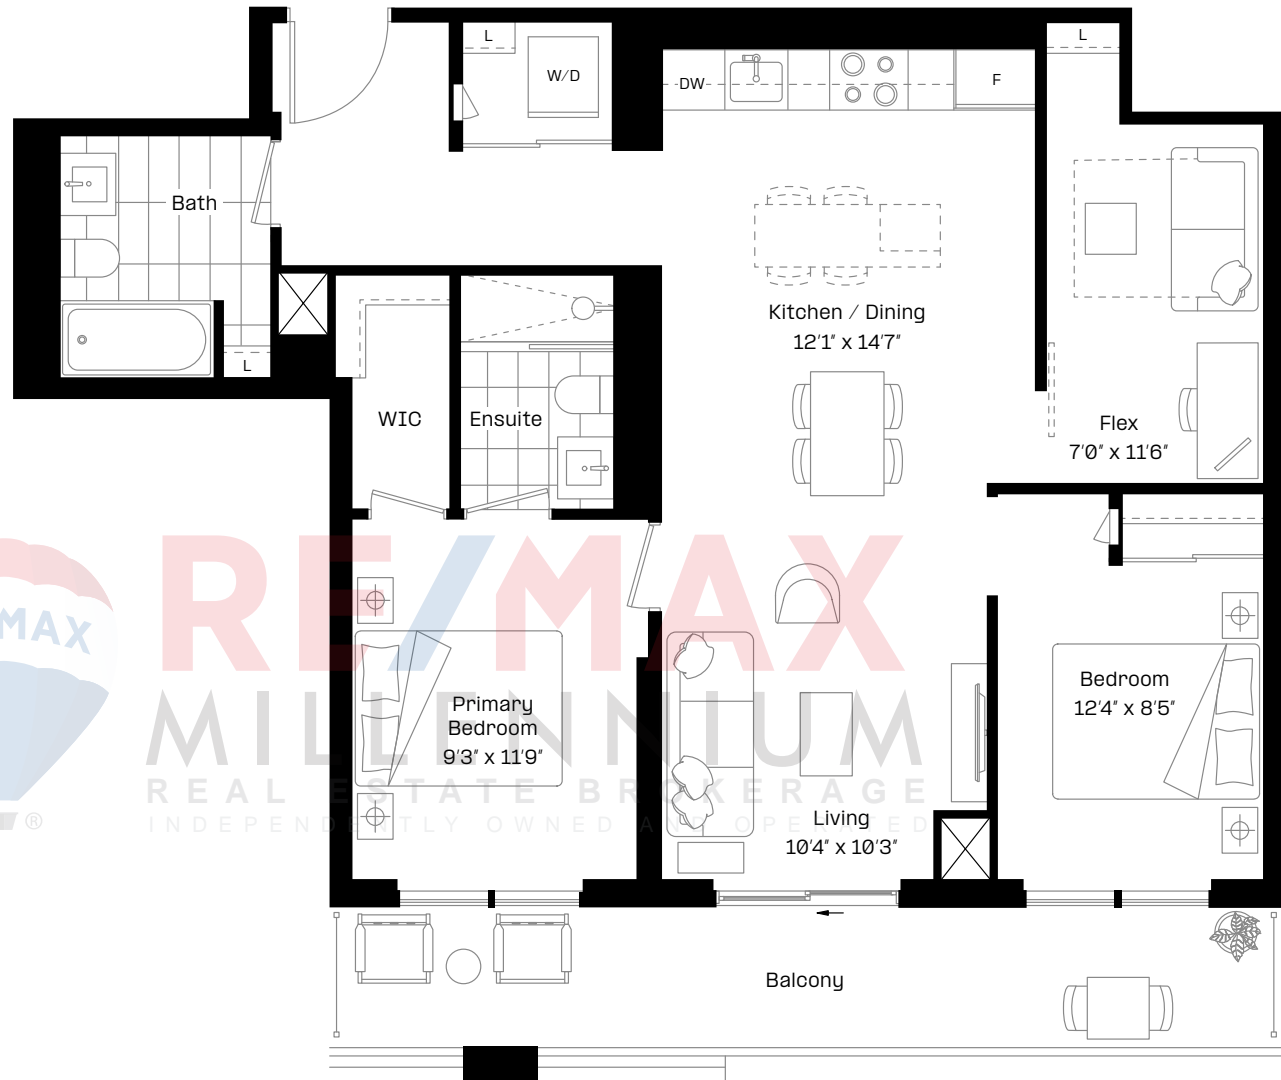 L
W/D
DW
F
L
Bath
L
Kitchen / Dining
12'1" x 14'7"
WIC
Ensuite
Flex
7'0" x 11'6"
RE/MAX
MAX
MILLENNIUM
REAL ESTATE BROKERAGE
INDEPENDENTLY OWNED AND OPERATED
®
Primary
Bedroom
9'3" x 11'9"
Bedroom
12'4" x 8'5"
Living
10'4" x 10'3"
Balcony